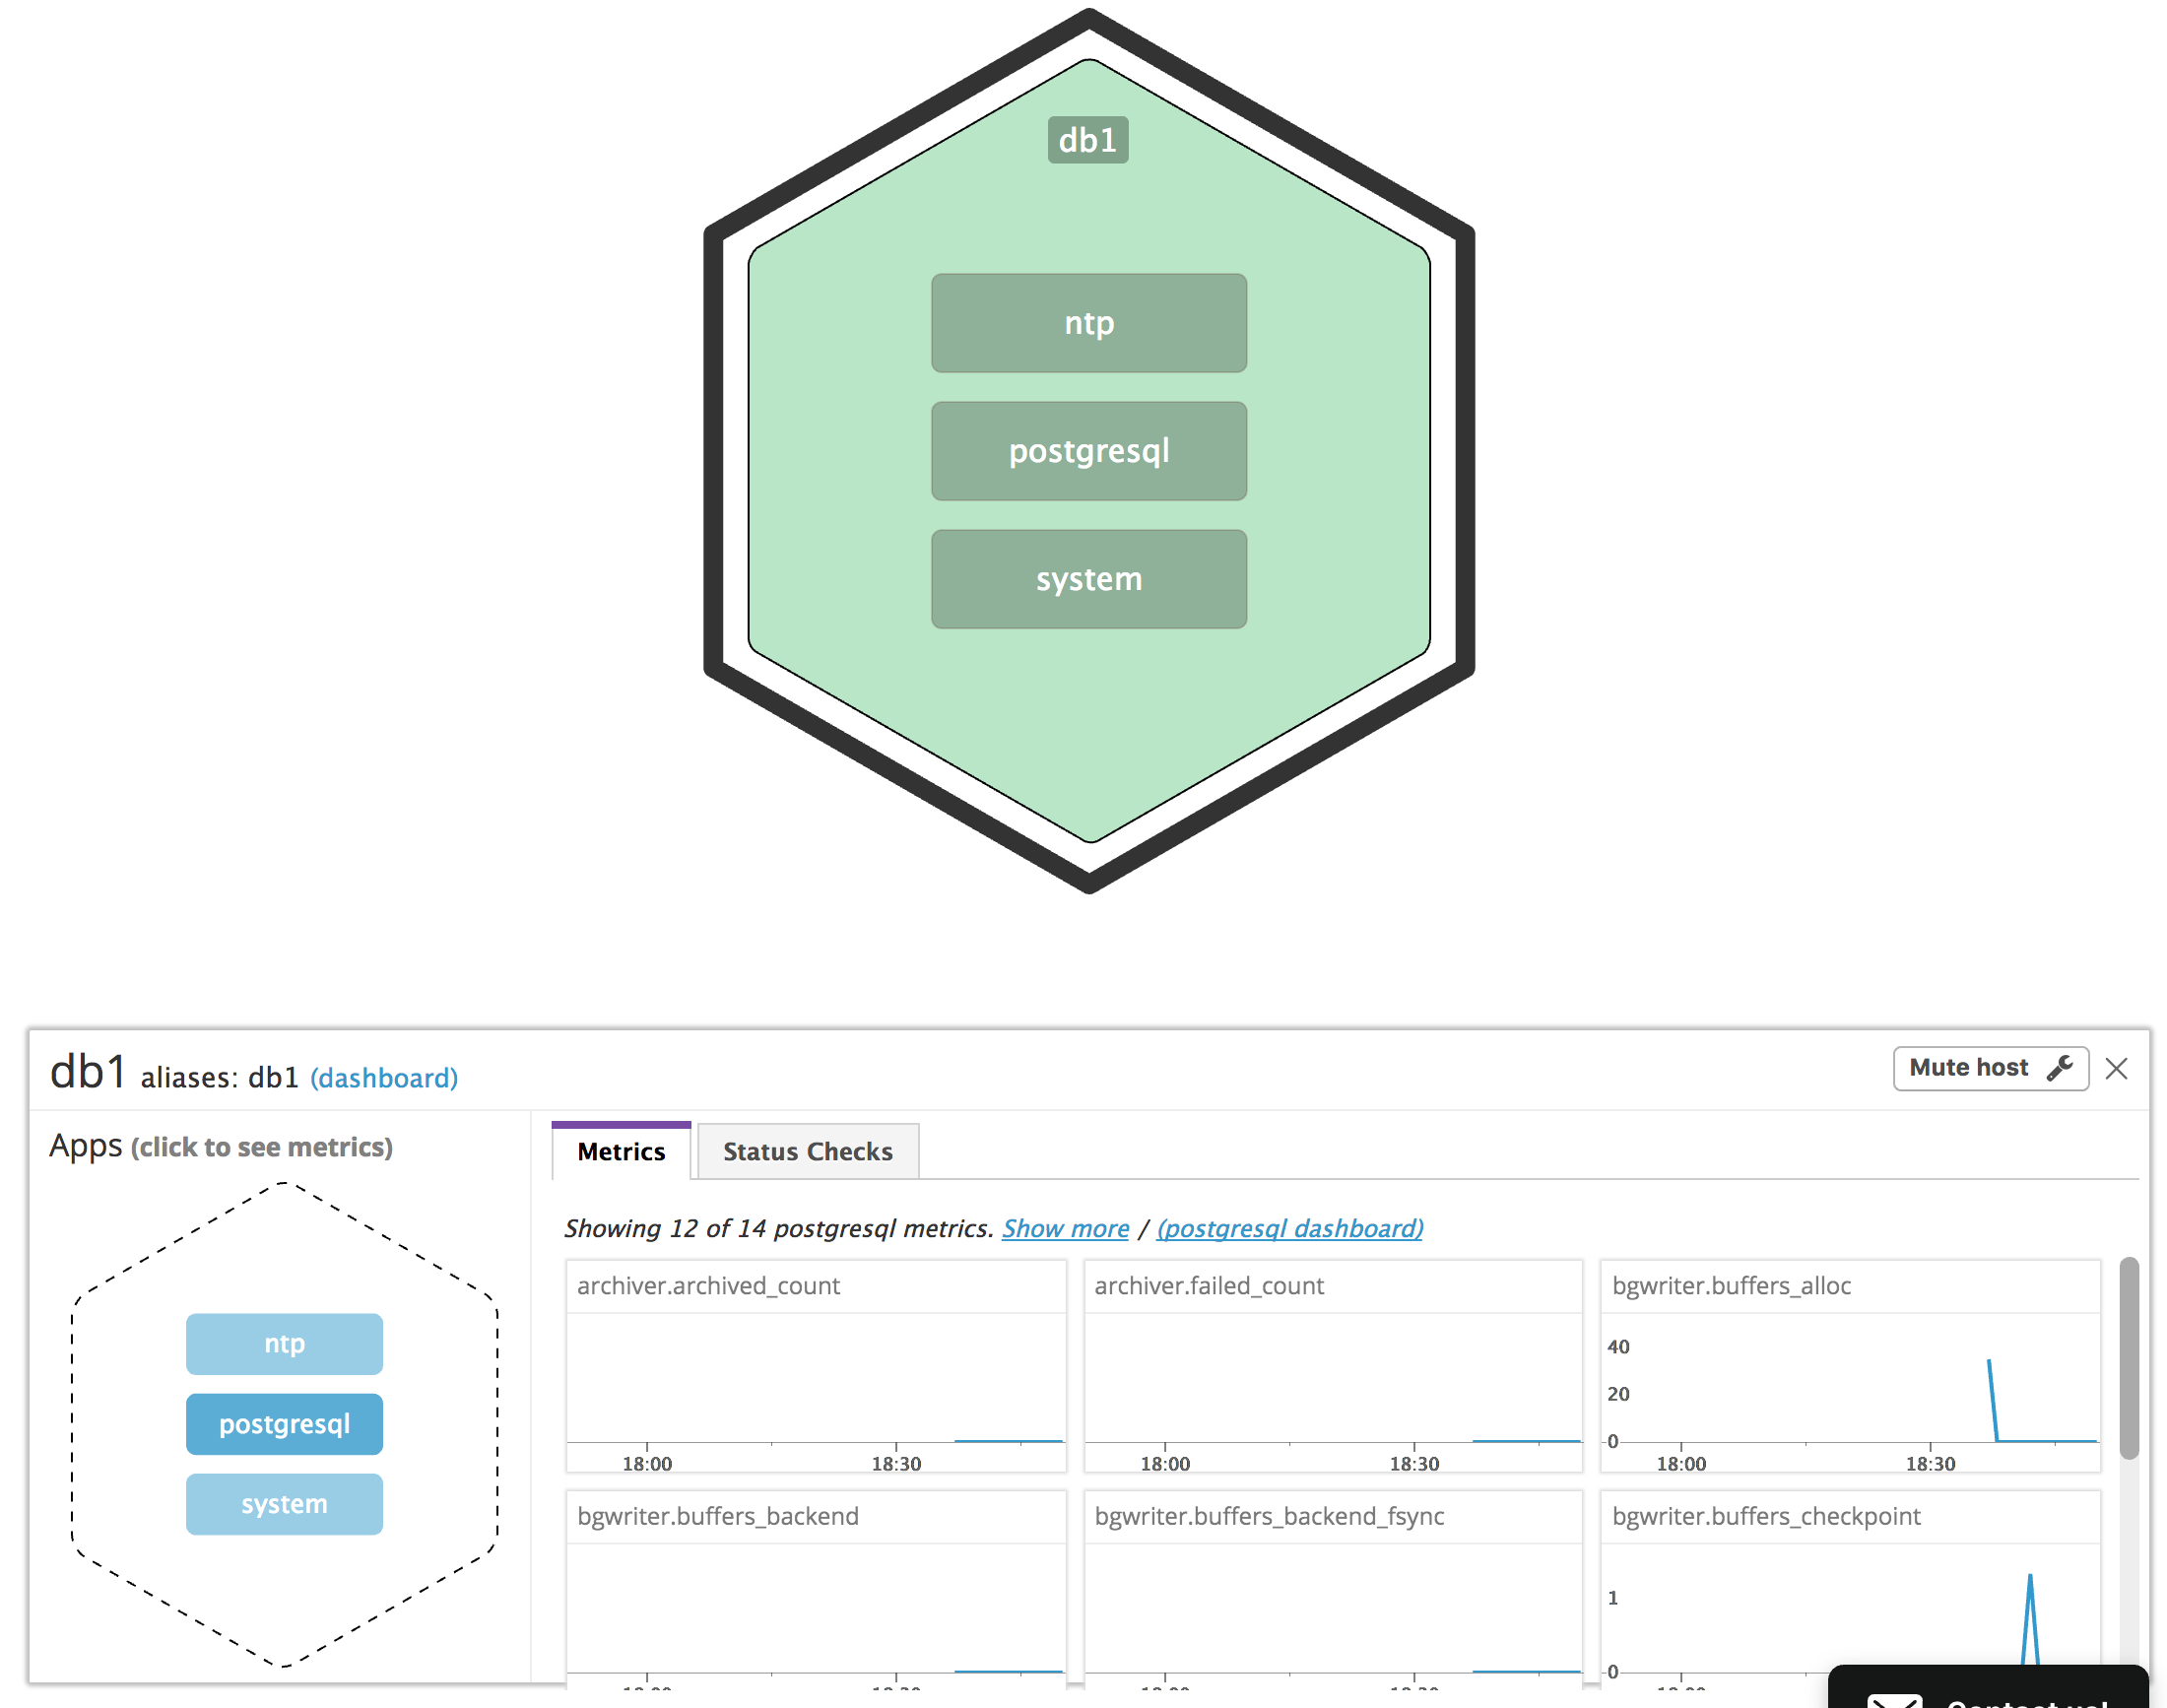 db1
ntp
postgresql
system
db1 aliases: db1 (dashboard)
Mute host
Apps (click to see metrics)
Metrics
Status Checks
Showing 12 of 14 postgresql metrics. Show more / (postgresql dashboard)
ntp
postgresql
system
archiver.archived_count
18:00
18:30
archiver.failed_count
18:00
18:30
bgwriter.buffers_alloc
40
20
0
18:00
18:30
bgwriter.buffers_backend
bgwriter.buffers_backend_fsync
bgwriter.buffers_checkpoint
1
0
Contact us!